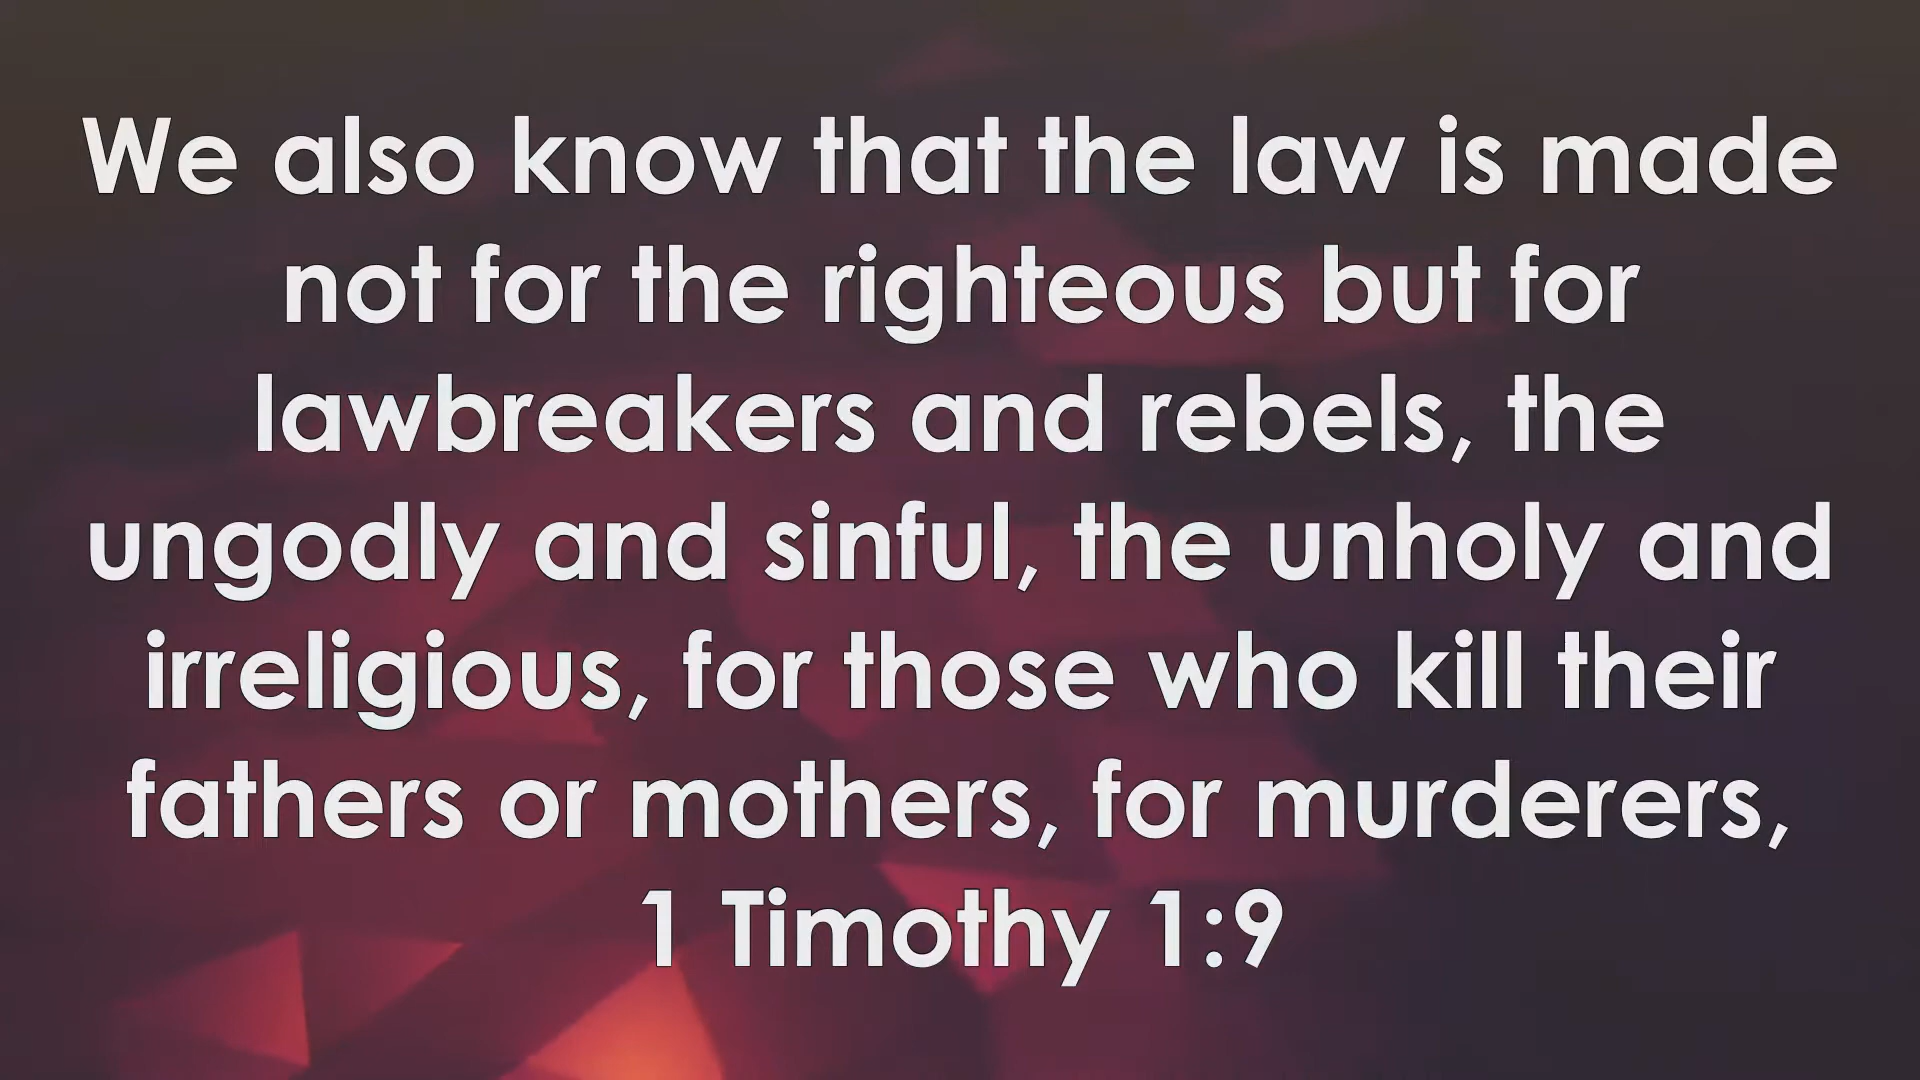 We also know that the law is made
not for the righteous but for
lawbreakers and rebels, the
ungodly and sinful, the unholy and
irreligious, for those who kill their
fathers or mothers, for murderers,
1 Timothy 1:9